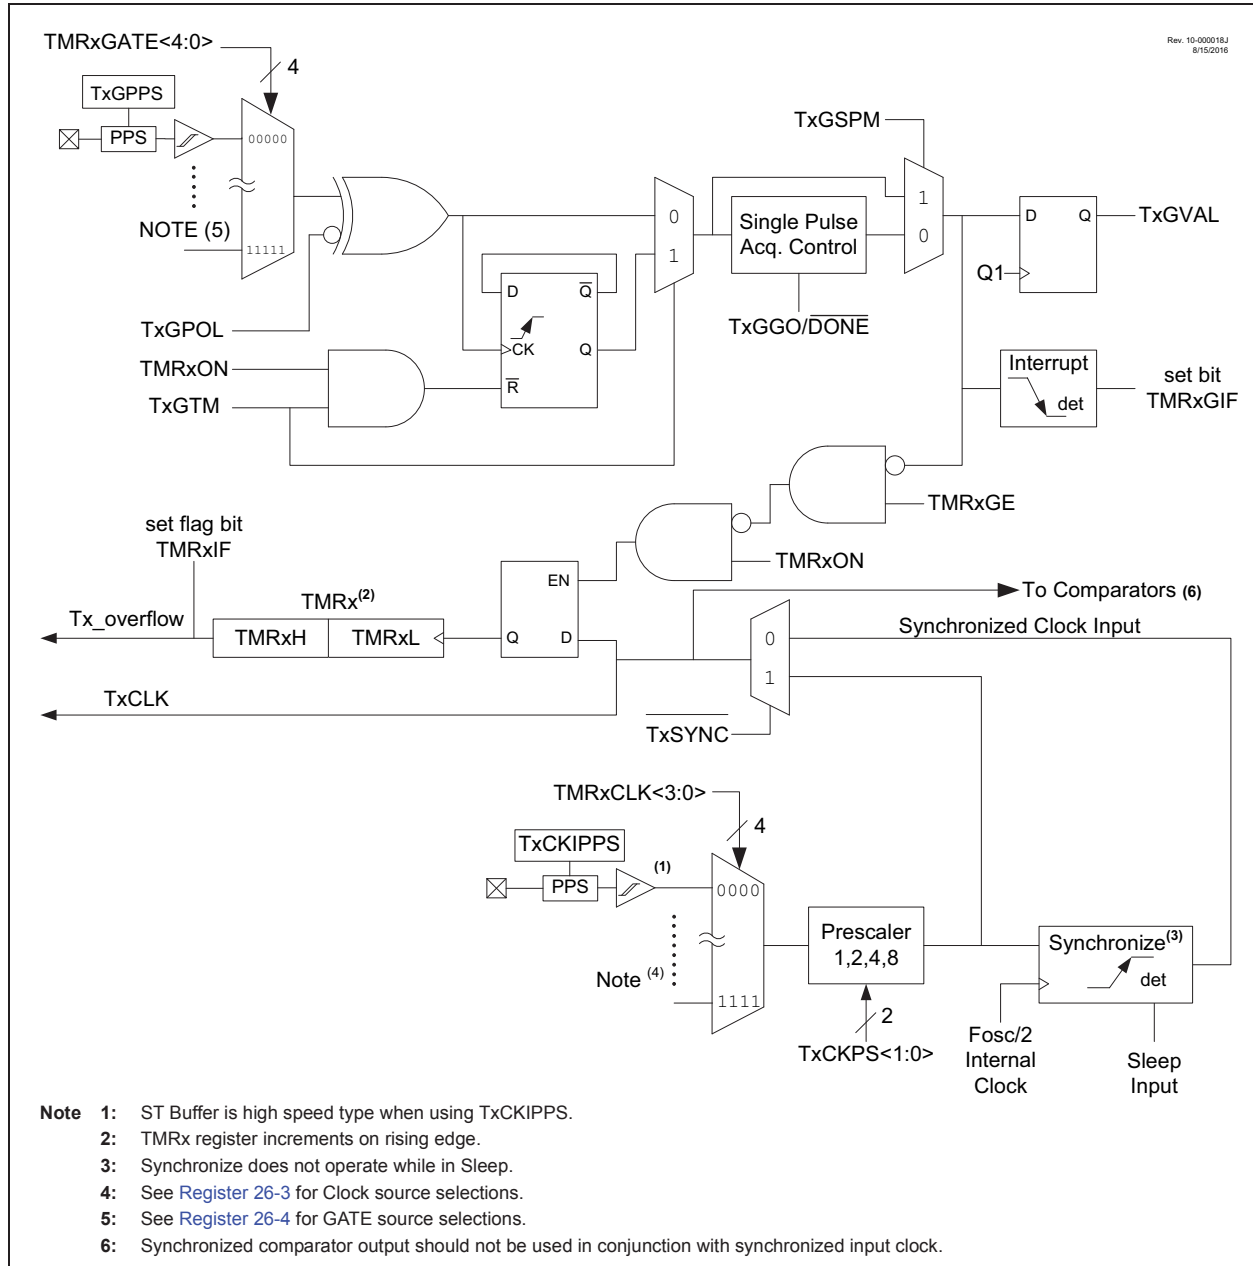 TMRxGATE<4:0>
Rev. 10-000018J
8/15/2016
4
TxGPPS
PPS
00000
NOTE (5)
11111
TxGPOL
TMRxON
TxGTM
D
Q
CK
Q
R
0
1
Single Pulse
Acq. Control
TxGGO/DONE
TxGSPM
1
0
D
Q
Q1
TxGVAL
Interrupt
det
set bit
TMRxGIF
TMRxGE
TMRxON
set flag bit
TMRxIF
Tx_overflow
TMRx(2)
TMRxH
TMRxL
EN
Q
D
To Comparators (6)
Synchronized Clock Input
0
1
TxCLK
TxSYNC
TMRxCLK<3:0>
4
TxCKIPPS
PPS
(1)
0000
Note (4)
1111
Prescaler
1,2,4,8
2
TxCKPS<1:0>
Synchronize(3)
det
Fosc/2
Internal
Clock
Sleep
Input
Note 1: ST Buffer is high speed type when using TxCKIPPS.
2: TMRx register increments on rising edge.
3: Synchronize does not operate while in Sleep.
4: See Register 26-3 for Clock source selections.
5: See Register 26-4 for GATE source selections.
6: Synchronized comparator output should not be used in conjunction with synchronized input clock.